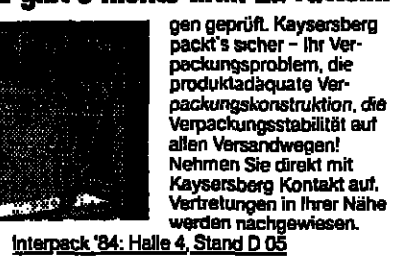 gen geprüft. Kaysersberg
packt's sicher – Ihr Ver-
packungsproblem, die
produktadäquate Ver-
packungskonstruktion, die
Verpackungsstabilität auf
allen Versandwegen!
Nehmen Sie direkt mit
Kaysersberg Kontakt auf.
Vertretungen in Ihrer Nähe
werden nachgewiesen.
Interpack '84: Halle 4, Stand D 05